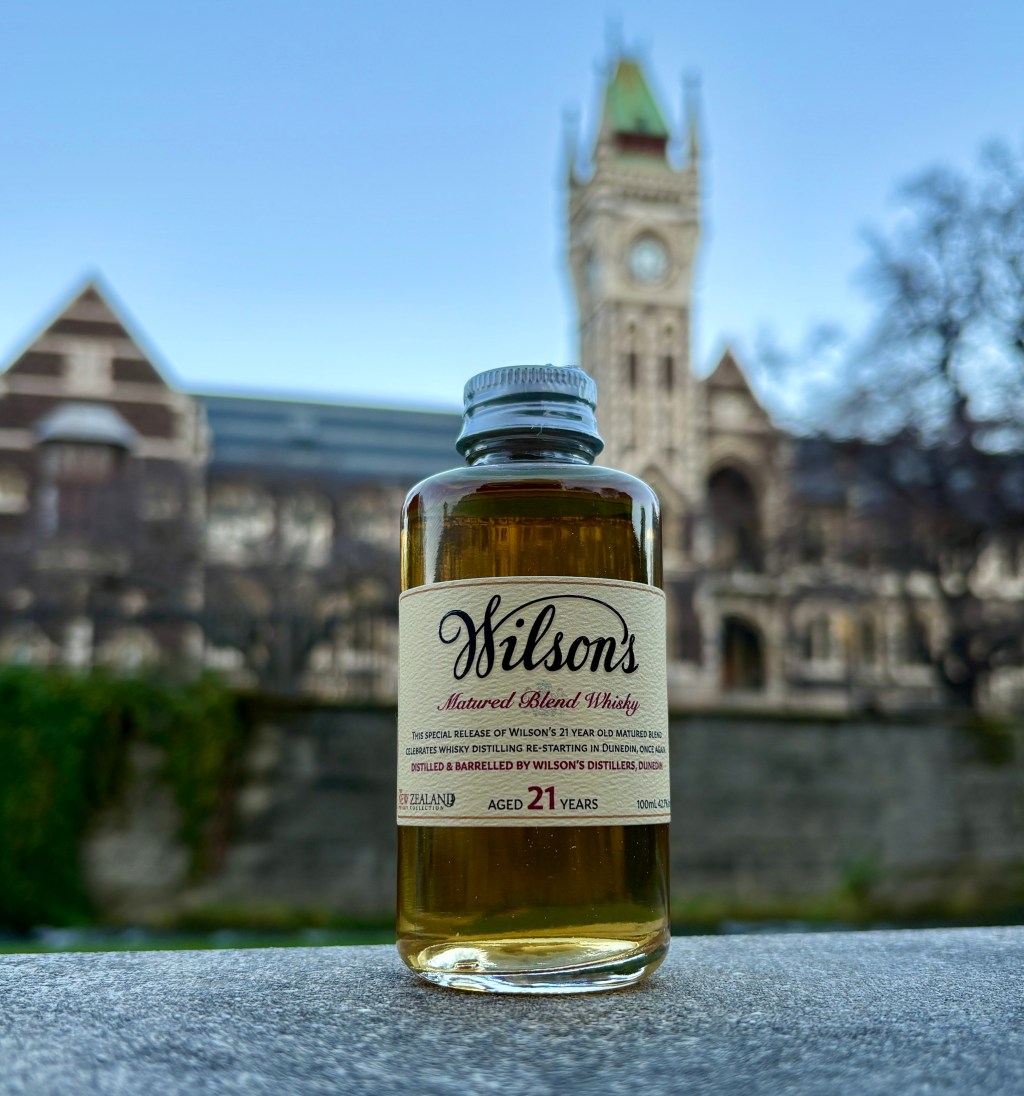 Wilson's
Matured Blend Whisky
THIS SPECIAL RELEASE OF WILSON'S 21 YEAR OLD MATURED BLEND
CELEBRATES WHISKY DISTILLING RE-STARTING IN DUNEDIN, ONCE AGAIN
DISTILLED & BARRELLED BY WILSON'S DISTILLERS, DUNEDIN
NEW ZEALAND
COLLECTION
AGED 21 YEARS
100mL